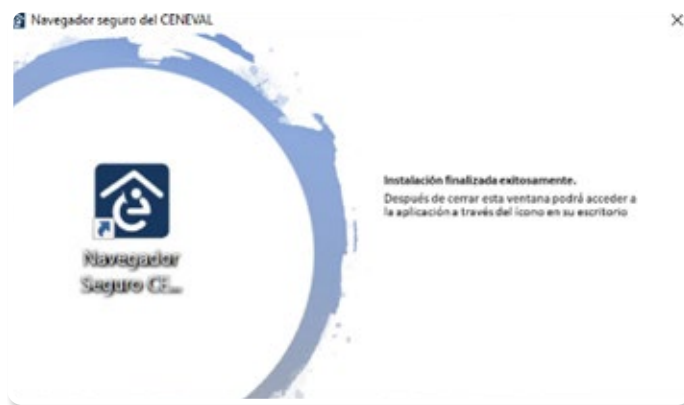 Navegador seguro del CENEVAL
Instalación finalizada exitosamente.
Después de cerrar esta ventana podrá acceder a
la aplicación a través del ícono en su escritorio
Navegador
Seguro CE...